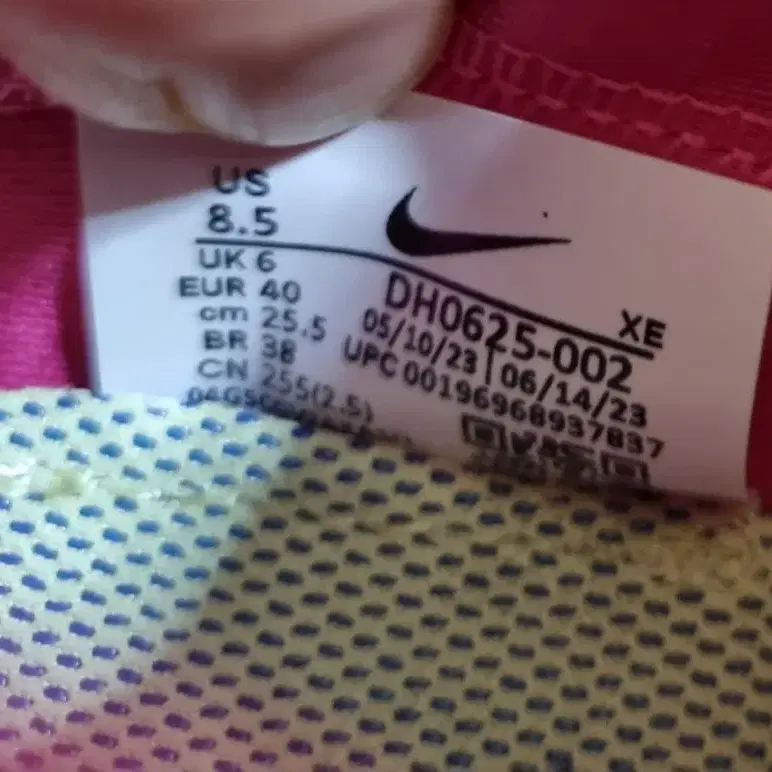 US
8.5
UK 6
EUR 40
cm 25.5
BR 38
CN 255(2.5)
XE
DH0625-002
05/10/23 | 06/14/23
UPC 00196968937837